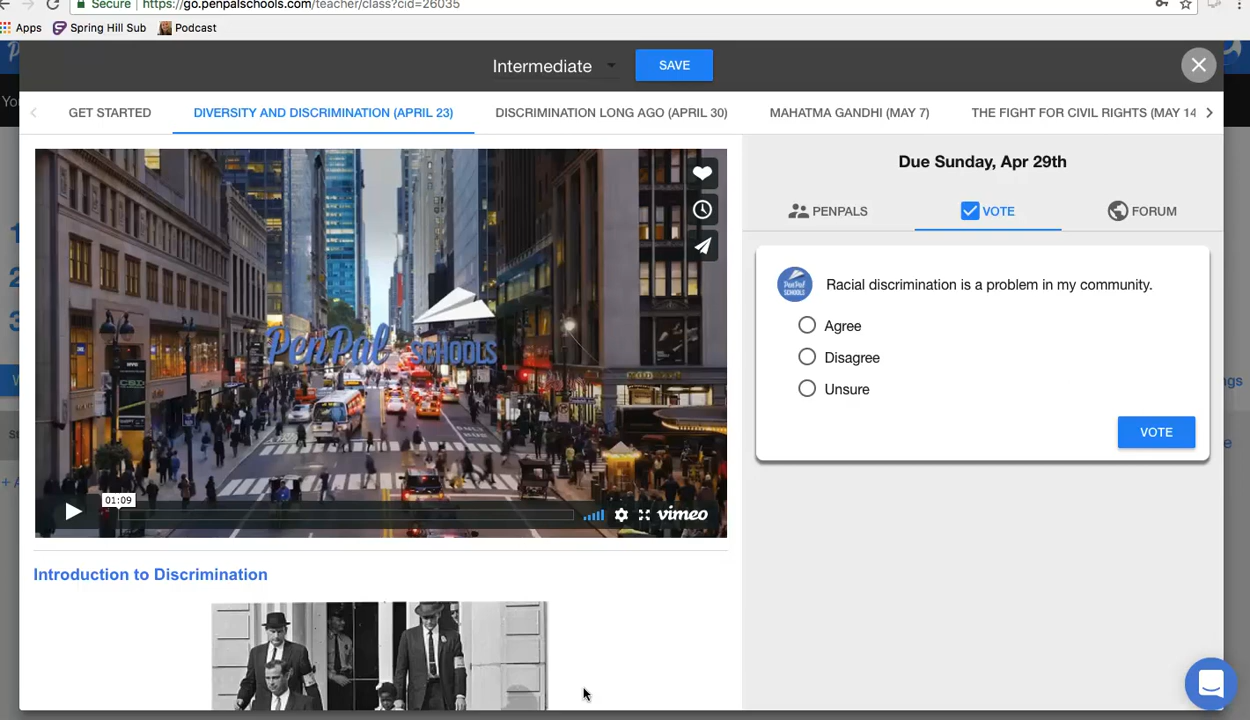 Secure https://go.penpalschools.com/teacher/class?cid=26035
Apps Spring Hill Sub Podcast
Intermediate SAVE
GET STARTED DIVERSITY AND DISCRIMINATION (APRIL 23) DISCRIMINATION LONG AGO (APRIL 30) MAHATMA GANDHI (MAY 7) THE FIGHT FOR CIVIL RIGHTS (MAY 14
PenPal SCHOOLS
01:09
vimeo
Introduction to Discrimination
Due Sunday, Apr 29th
PENPALS VOTE FORUM
PenPal SCHOOLS
Racial discrimination is a problem in my community.
Agree
Disagree
Unsure
VOTE